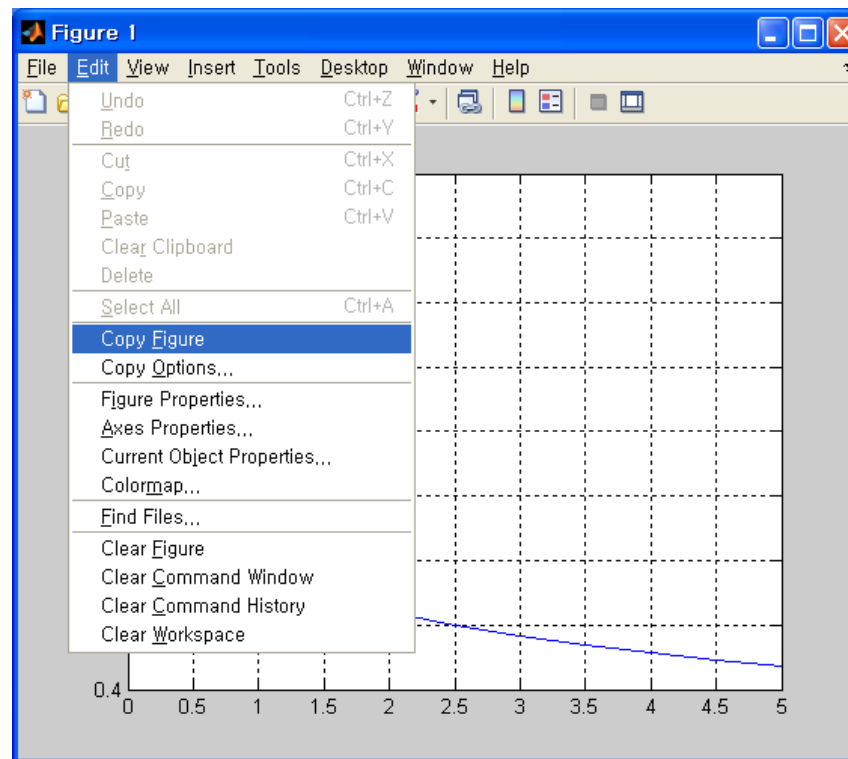 Figure 1
File Edit View Insert Tools Desktop Window Help
Undo Ctrl+Z
Redo Ctrl+Y
Cut Ctrl+X
Copy Ctrl+C
Paste Ctrl+V
Clear Clipboard
Delete
Select All Ctrl+A
Copy Figure
Copy Options...
Figure Properties...
Axes Properties...
Current Object Properties...
Colormap...
Find Files...
Clear Figure
Clear Command Window
Clear Command History
Clear Workspace
0.4
0 0.5 1 1.5 2 2.5 3 3.5 4 4.5 5